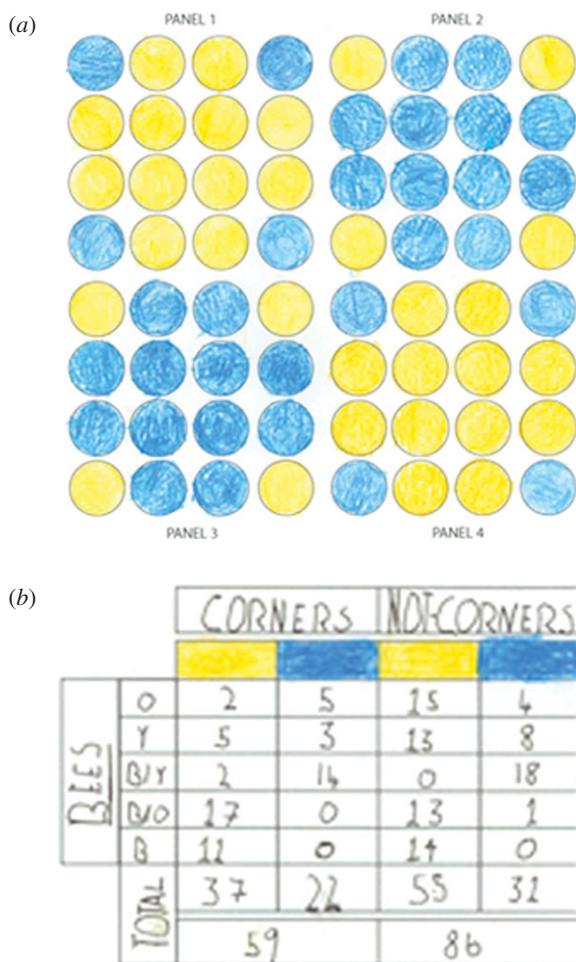 (a)
PANEL 1 PANEL 2
PANEL 3 PANEL 4
(b)
CORNERS NOT-CORNERS
BEES
O 2 5 15 4
Y 5 3 13 8
B/Y 2 14 0 18
B/O 17 0 13 1
B 11 0 14 0
TOTAL 37 22 55 31
59 86